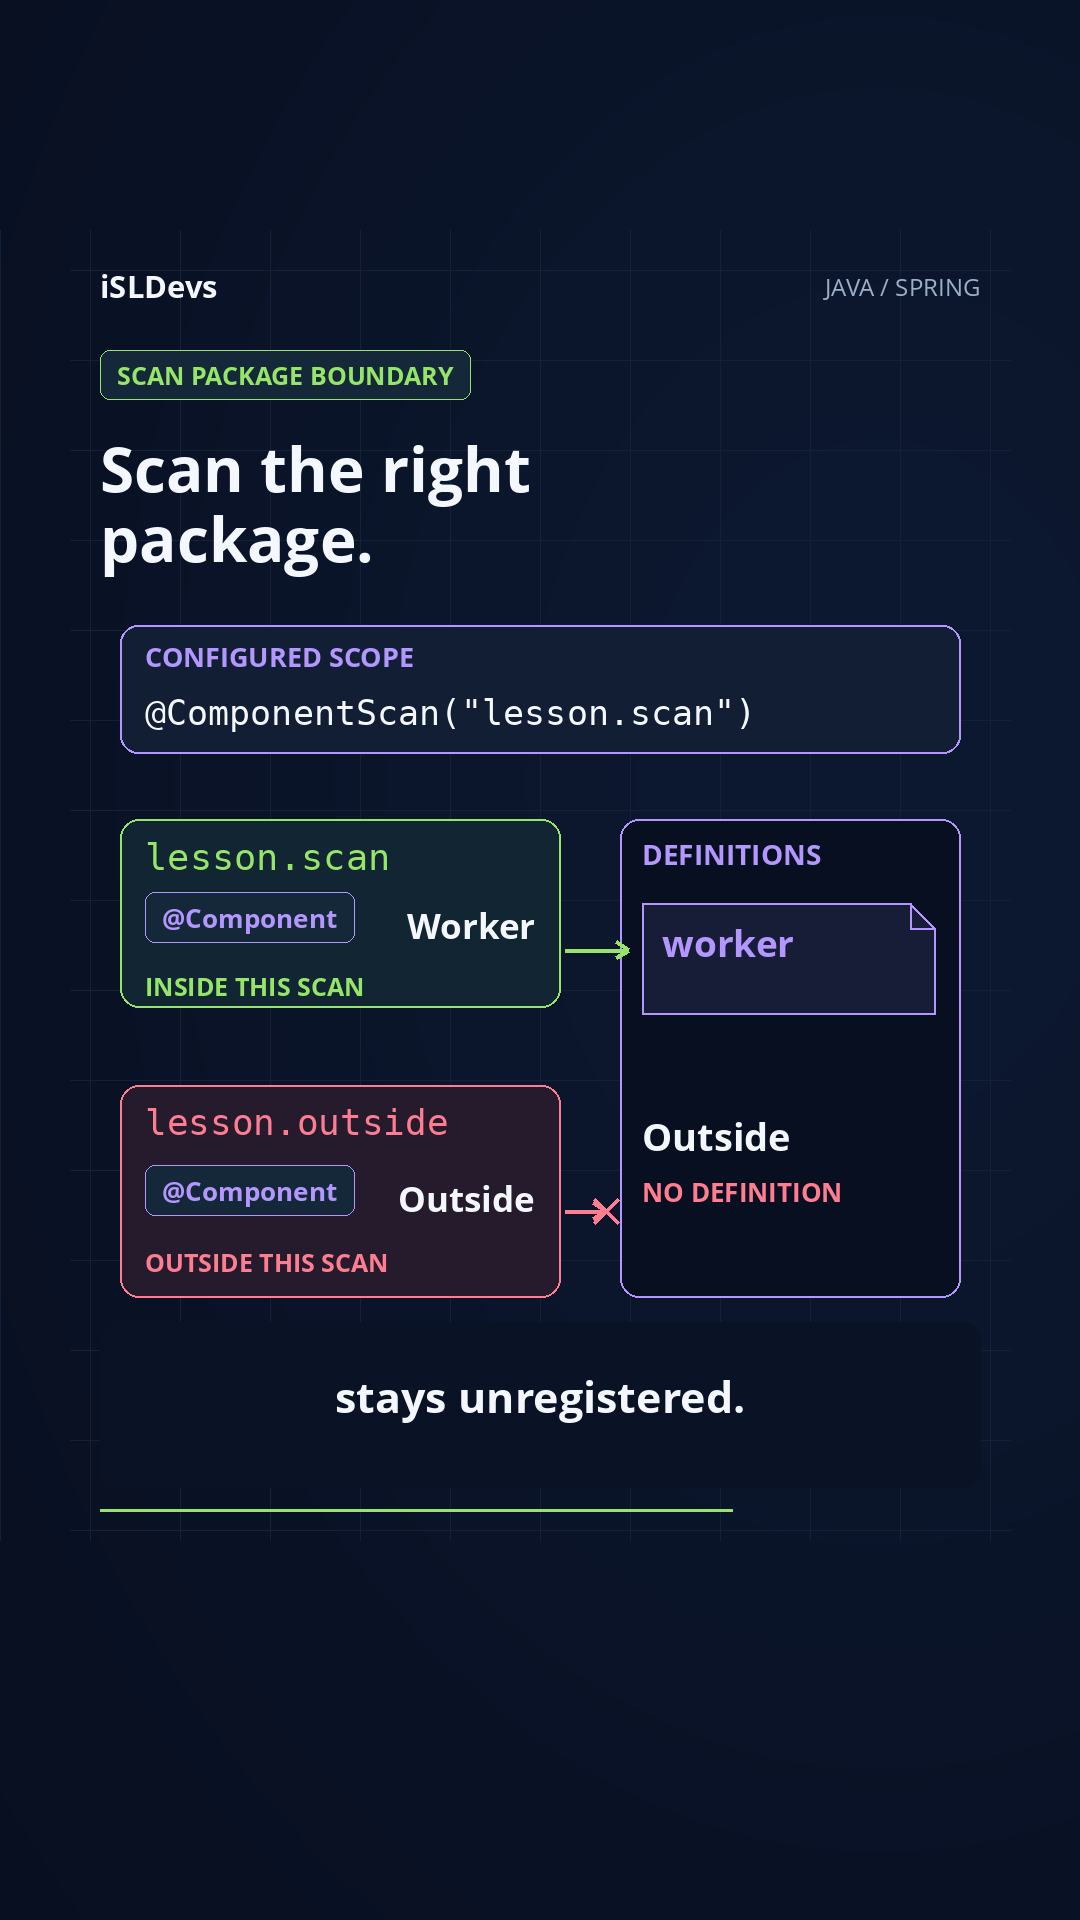 iSLDevs
JAVA / SPRING
SCAN PACKAGE BOUNDARY
Scan the right
package.
CONFIGURED SCOPE
@ComponentScan("lesson.scan")
lesson.scan
@Component
Worker
INSIDE THIS SCAN
DEFINITIONS
worker
lesson.outside
@Component
Outside
OUTSIDE THIS SCAN
Outside
NO DEFINITION
stays unregistered.